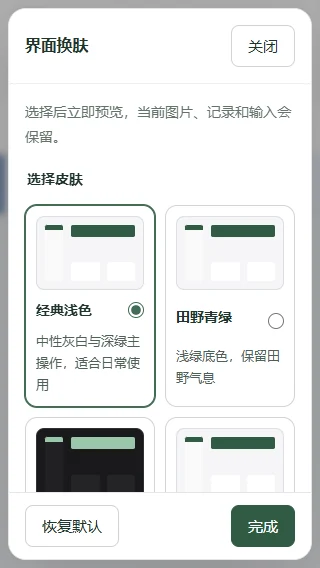 界面换肤
关闭
选择后立即预览，当前图片、记录和输入会
保留。
选择皮肤
经典浅色
中性灰白与深绿主
操作，适合日常使
用
田野青绿
浅绿底色，保留田
野气息
恢复默认
完成